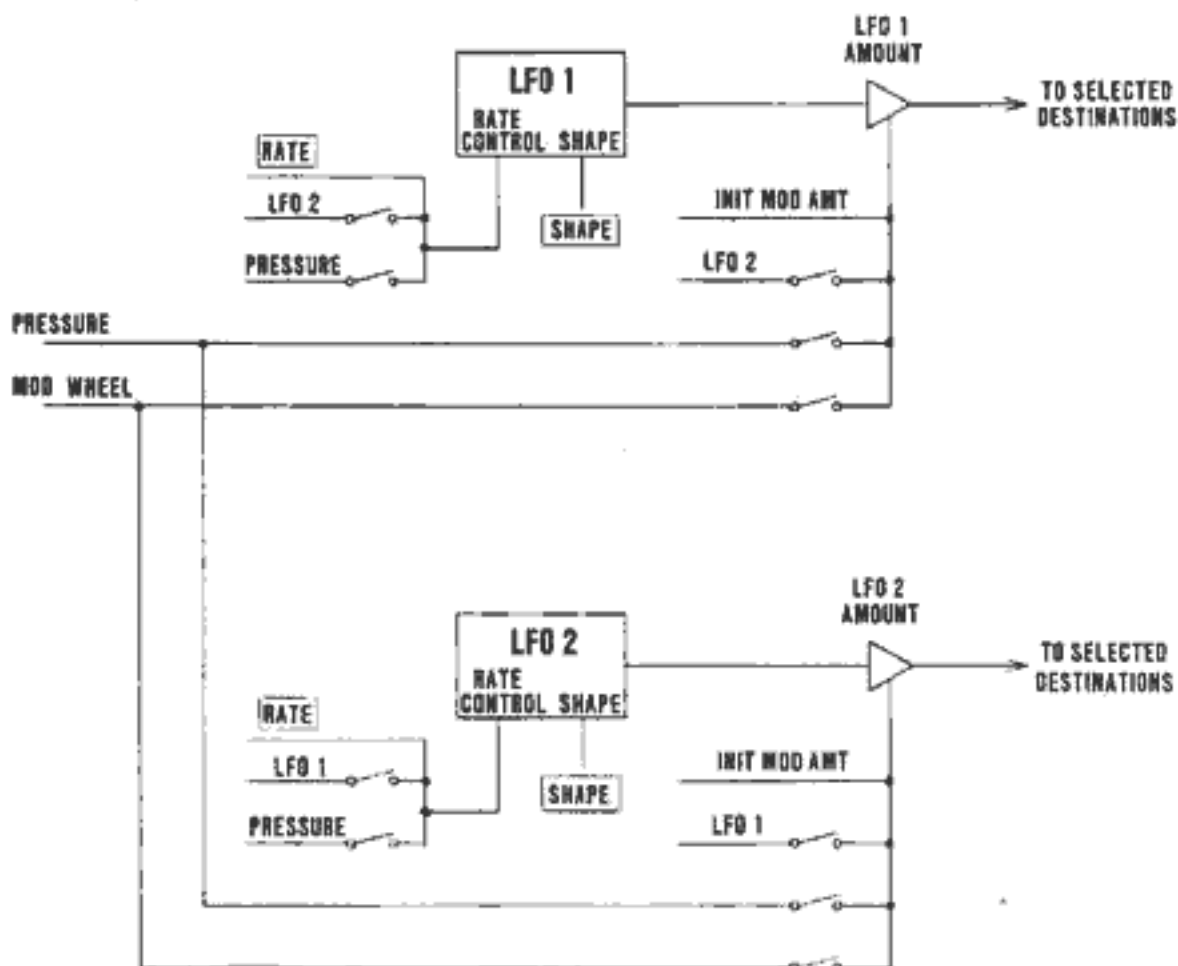 LFO 1
AMOUNT
LFO 1
RATE
CONTROL SHAPE
TO SELECTED
DESTINATIONS
RATE
LFO 2
PRESSURE
SHAPE
INIT MOD AMT
LFO 2
PRESSURE
MOD WHEEL
LFO 2
AMOUNT
LFO 2
RATE
CONTROL SHAPE
TO SELECTED
DESTINATIONS
RATE
LFO 1
PRESSURE
SHAPE
INIT MOD AMT
LFO 1